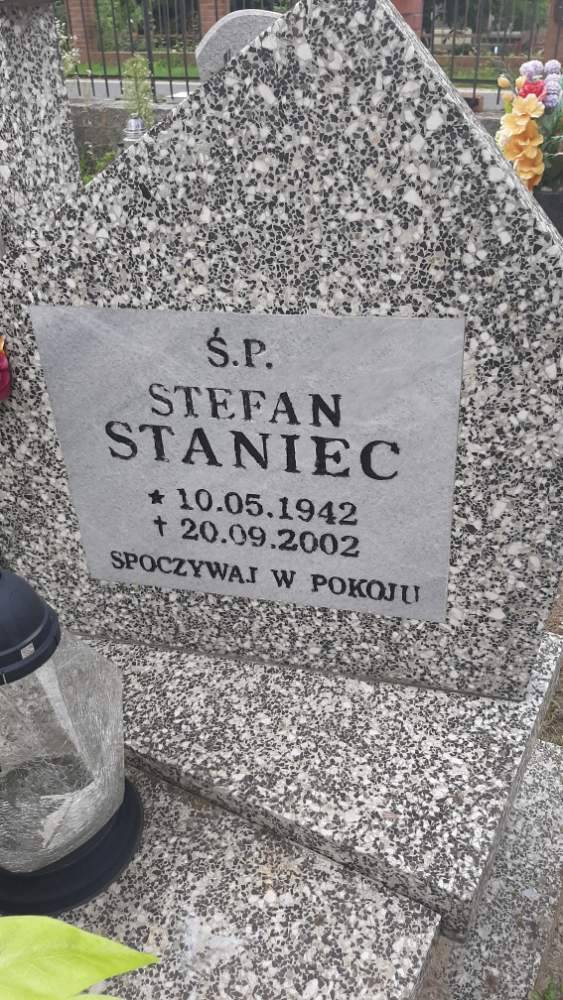 Ś.P.
STEFAN
STANIEC
★ 10.05.1942
† 20.09.2002
SPOCZYWAJ W POKOJU